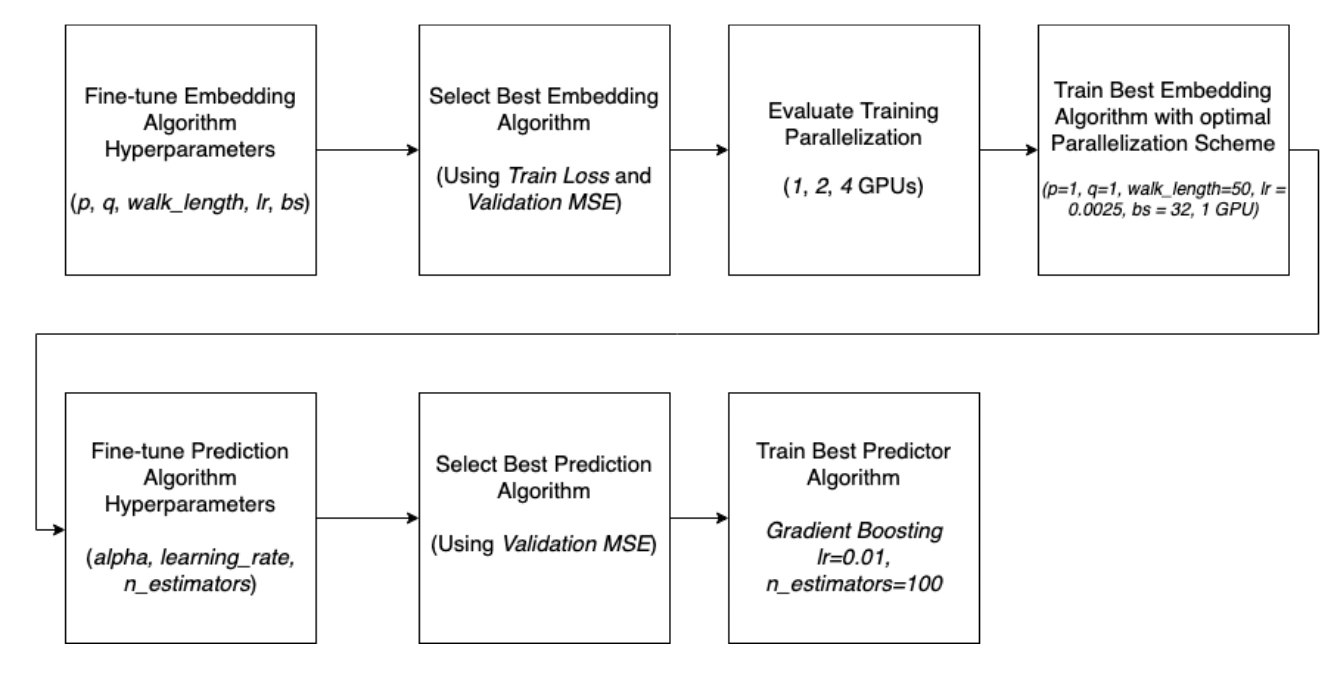 Fine-tune Embedding
Algorithm
Hyperparameters
(p, q, walk_length, lr, bs)
Select Best Embedding
Algorithm
(Using Train Loss and
Validation MSE)
Evaluate Training
Parallelization
(1, 2, 4 GPUs)
Train Best Embedding
Algorithm with optimal
Parallelization Scheme
(p=1, q=1, walk_length=50, lr =
0.0025, bs = 32, 1 GPU)
Fine-tune Prediction
Algorithm
Hyperparameters
(alpha, learning_rate,
n_estimators)
Select Best Prediction
Algorithm
(Using Validation MSE)
Train Best Predictor
Algorithm
Gradient Boosting
lr=0.01,
n_estimators=100